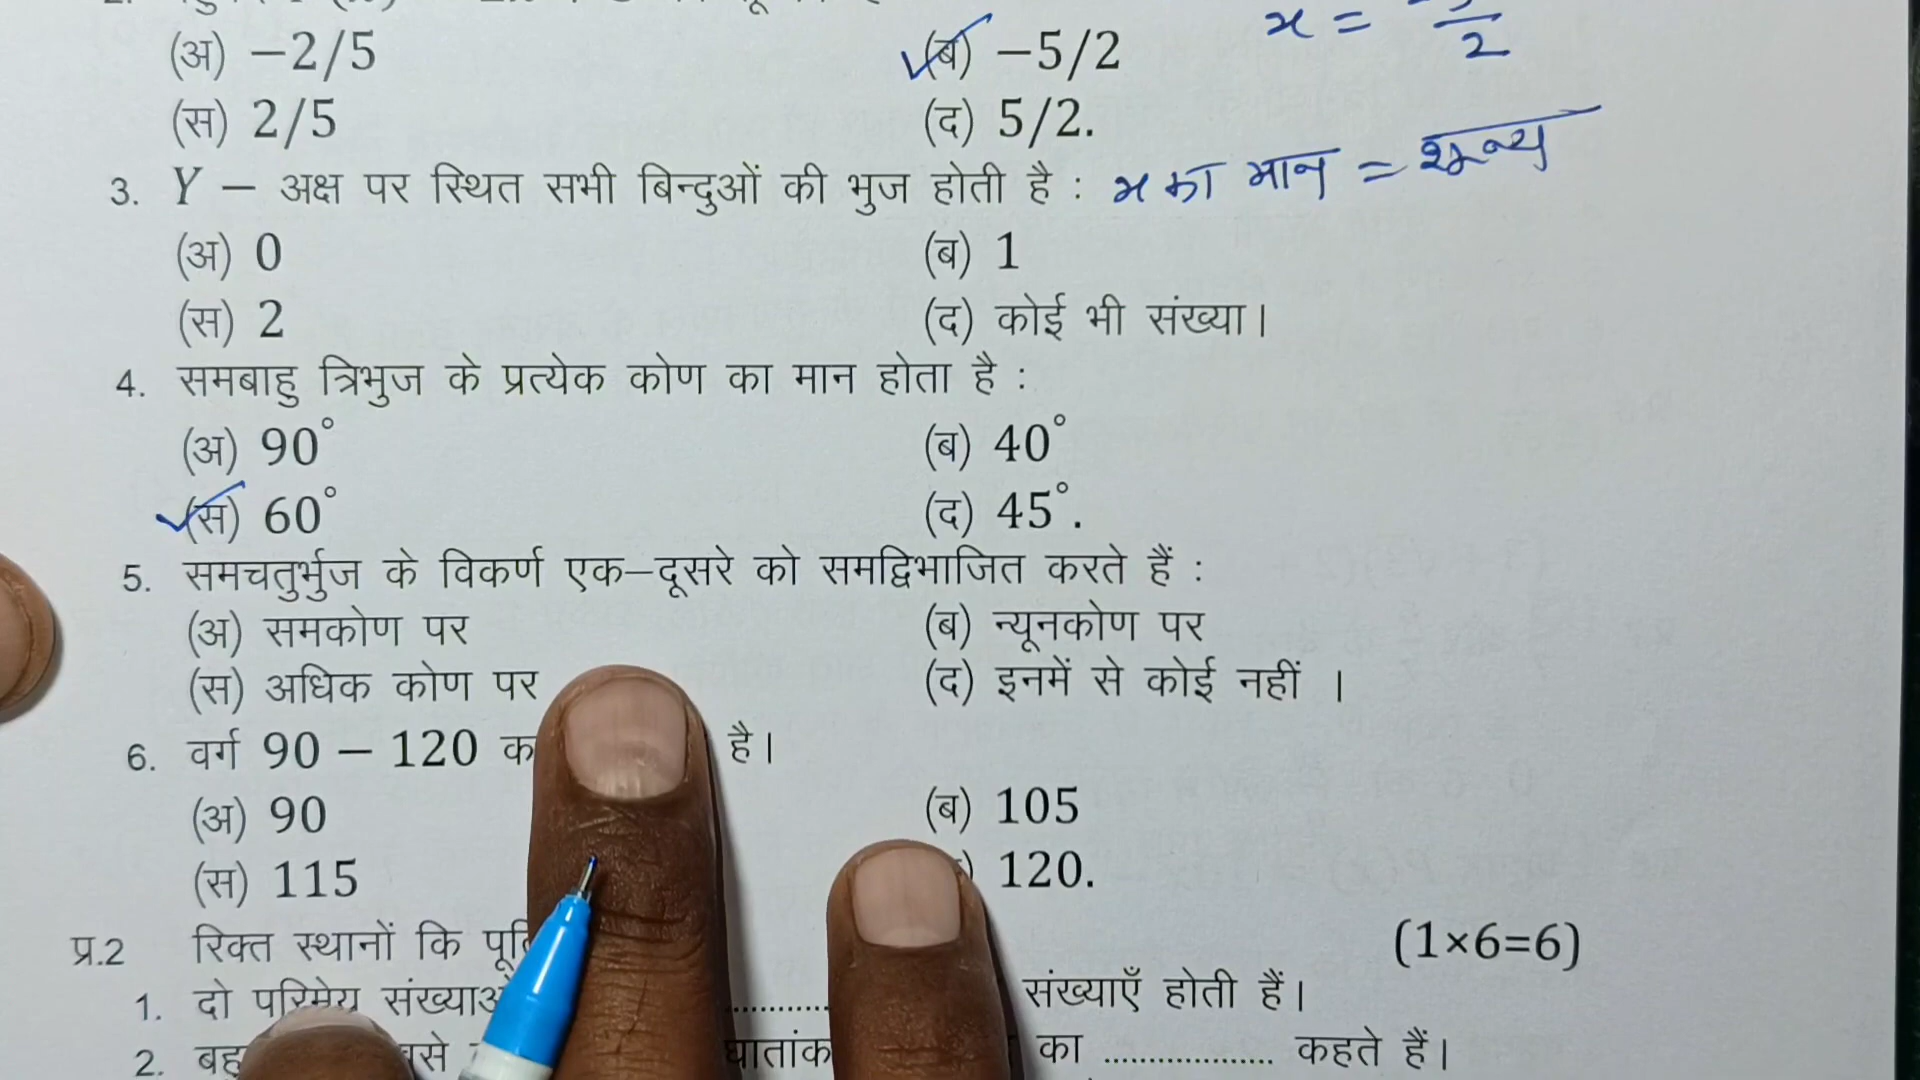 (अ) −2/5 (ब) −5/2 x = 2
(स) 2/5 (द) 5/2.
3. Y − अक्ष पर स्थित सभी बिन्दुओं की भुज होती है : x का मान = शून्य
(अ) 0 (ब) 1
(स) 2 (द) कोई भी संख्या।
4. समबाहु त्रिभुज के प्रत्येक कोण का मान होता है :
(अ) 90° (ब) 40°
(स) 60° (द) 45°.
5. समचतुर्भुज के विकर्ण एक–दूसरे को समद्विभाजित करते हैं :
(अ) समकोण पर (ब) न्यूनकोण पर
(स) अधिक कोण पर (द) इनमें से कोई नहीं ।
6. वर्ग 90 − 120 है।
(अ) 90 (ब) 105
(स) 115 120.
प्र.2 रिक्त स्थानों कि (1×6=6)
1. दो परिमेय ............ संख्याएँ होती हैं।
2. घातांक का ................... कहते हैं।